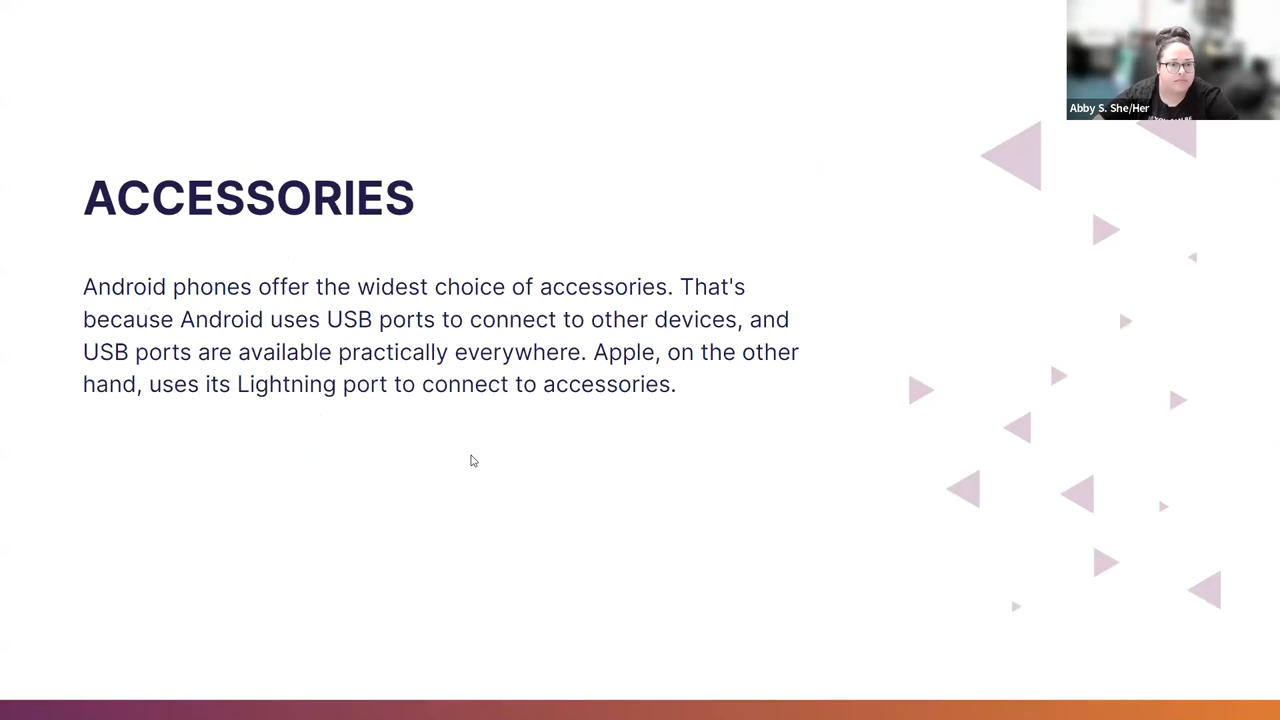 Abby S. She/Her
ACCESSORIES
Android phones offer the widest choice of accessories. That's
because Android uses USB ports to connect to other devices, and
USB ports are available practically everywhere. Apple, on the other
hand, uses its Lightning port to connect to accessories.